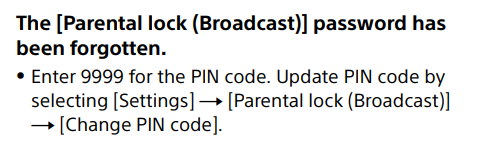 The [Parental lock (Broadcast)] password has
been forgotten.
• Enter 9999 for the PIN code. Update PIN code by
selecting [Settings] → [Parental lock (Broadcast)]
→ [Change PIN code].